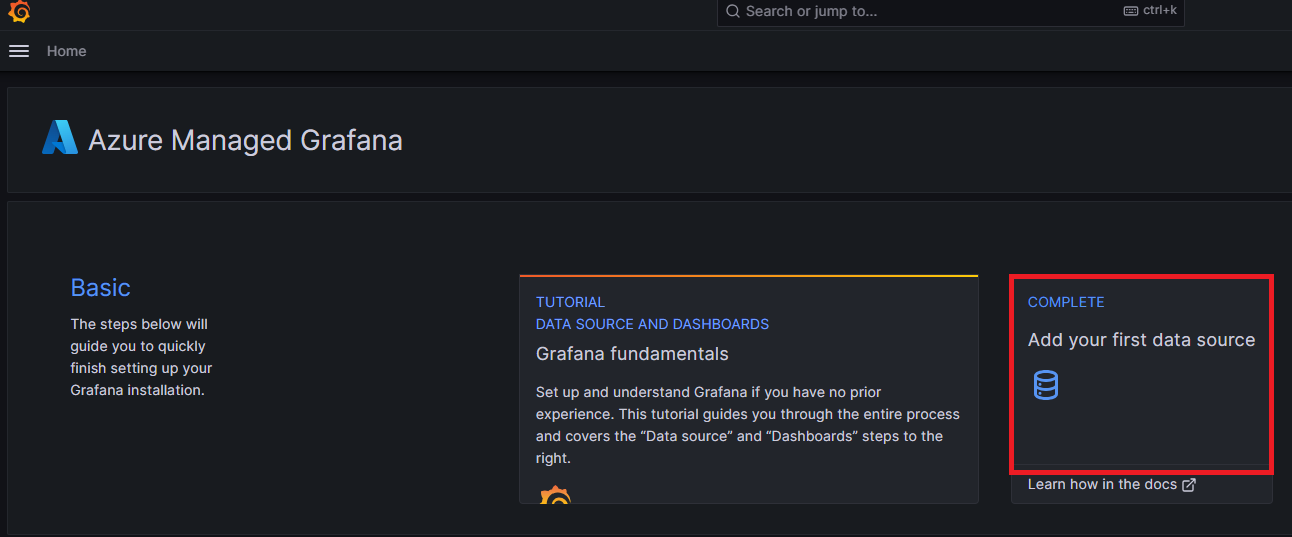 Search or jump to...
ctrl+k
Home
Azure Managed Grafana
Basic
The steps below will
guide you to quickly
finish setting up your
Grafana installation.
TUTORIAL
DATA SOURCE AND DASHBOARDS
Grafana fundamentals
Set up and understand Grafana if you have no prior
experience. This tutorial guides you through the entire process
and covers the “Data source” and “Dashboards” steps to the
right.
COMPLETE
Add your first data source
Learn how in the docs